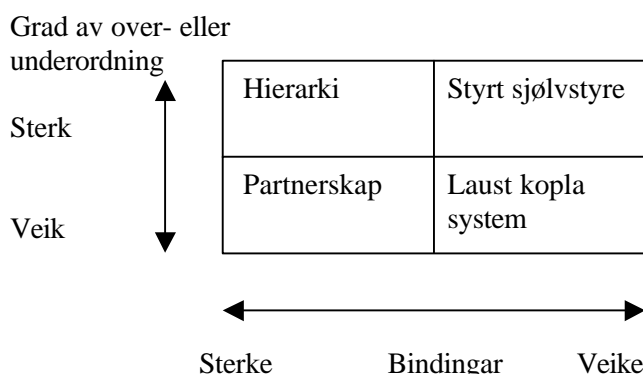 Grad av over- eller
underordning
Hierarki
Styrt sjølvstyre
Sterk
Partnerskap
Laust kopla
system
Veik
Sterke
Bindingar
Veike